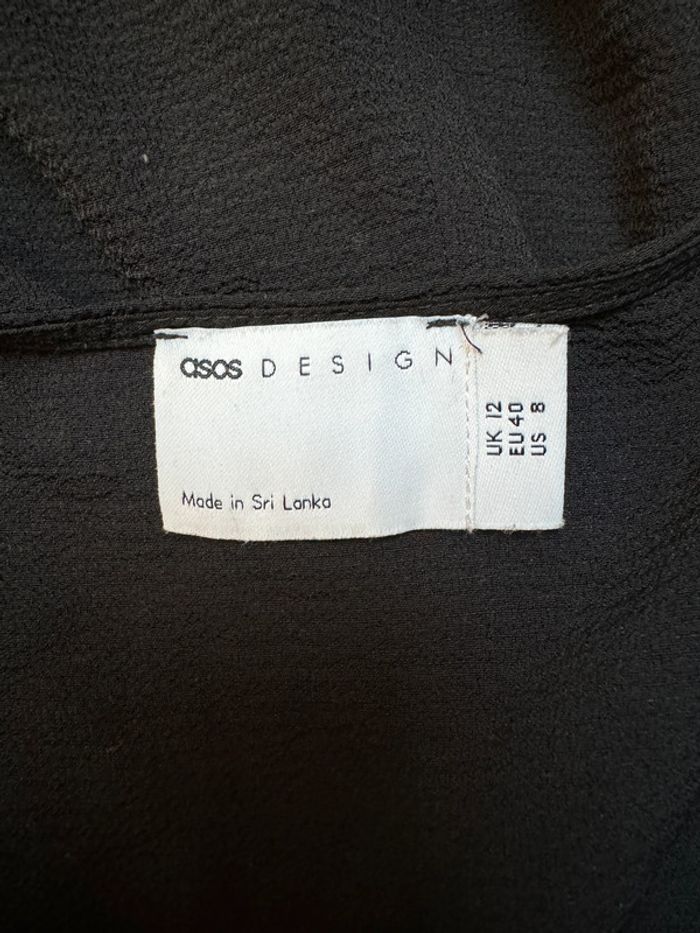 asos DESIGN
Made in Sri Lanka
UK 12
EU 40
US 8